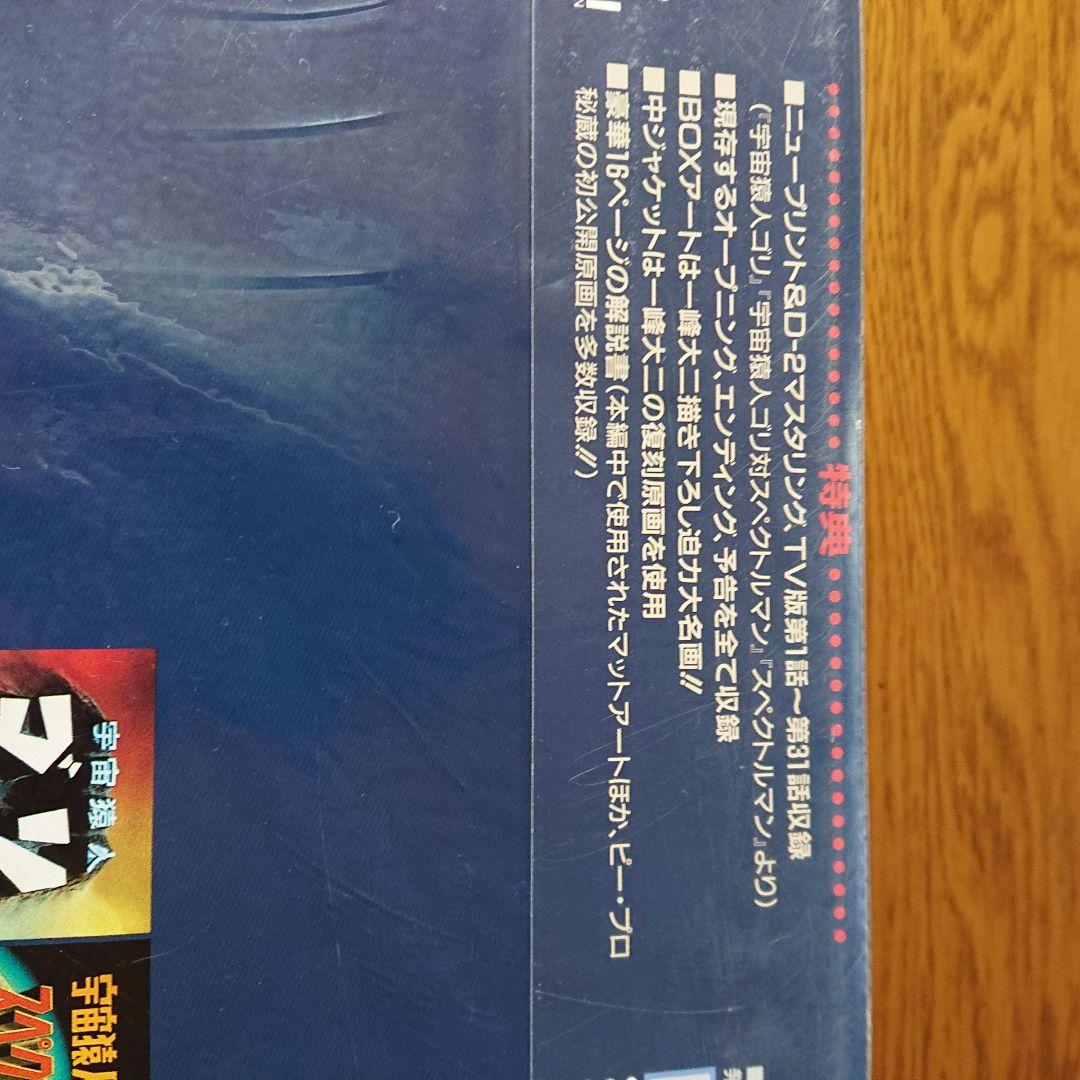 特典
■ニュープリント&D-2マスタリング、TV版第1話～第31話収録
(『宇宙猿人ゴリ』『宇宙猿人ゴリ対スペクトルマン』『スペクトルマン』より)
■現存するオープニング、エンディング、予告を全て収録
■BOXアートは一峰大二描き下ろし迫力大名画!!
■中ジャケットは一峰大二の復刻原画を使用
■豪華16ページの解説書(本編中で使用されたマットアートほか、ピー・プロ
秘蔵の初公開原画を多数収録!!)
宇宙猿人
ゴリ
宇宙猿人
スペク